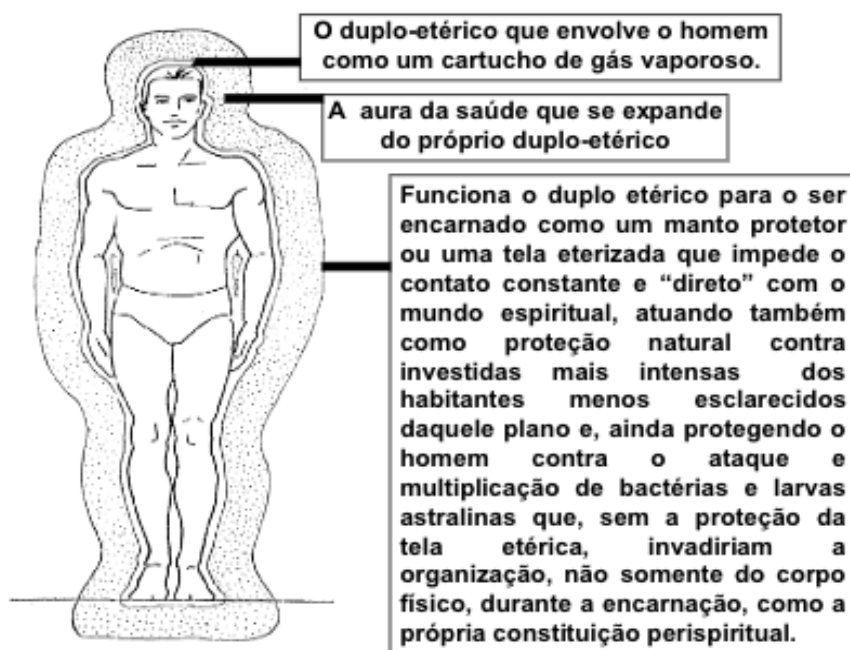 O duplo-etérico que envolve o homem
como um cartucho de gás vaporoso.
A aura da saúde que se expande
do próprio duplo-etérico
Funciona o duplo etérico para o ser
encarnado como um manto protetor
ou uma tela eterizada que impede o
contato constante e “direto” com o
mundo espiritual, atuando também
como proteção natural contra
investidas mais intensas dos
habitantes menos esclarecidos
daquele plano e, ainda protegendo o
homem contra o ataque e
multiplicação de bactérias e larvas
astralinas que, sem a proteção da
tela etérica, invadiriam a
organização, não somente do corpo
físico, durante a encarnação, como a
própria constituição perispiritual.